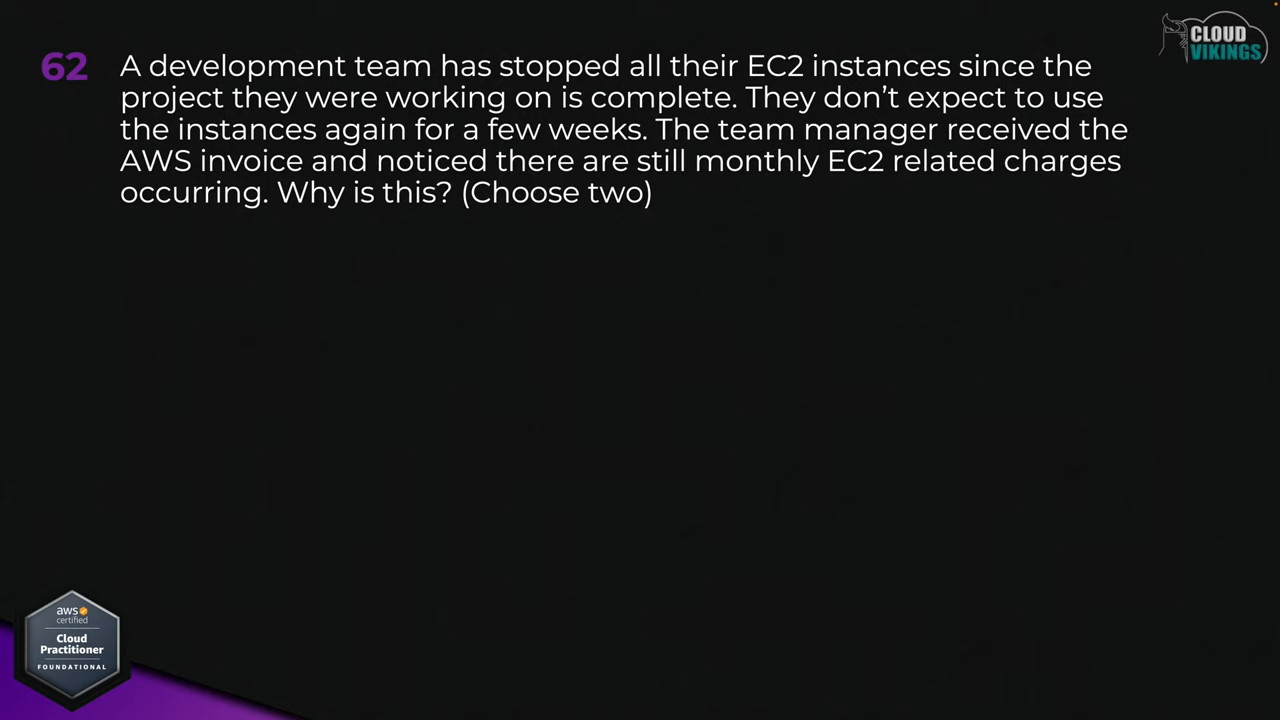 CLOUD
VIKINGS
62
A development team has stopped all their EC2 instances since the
project they were working on is complete. They don’t expect to use
the instances again for a few weeks. The team manager received the
AWS invoice and noticed there are still monthly EC2 related charges
occurring. Why is this? (Choose two)
aws
certified
Cloud
Practitioner
FOUNDATIONAL